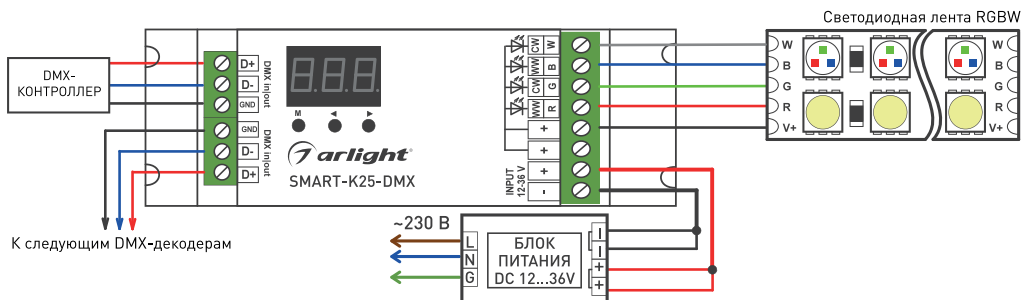 Светодиодная лента RGBW
DMX-
КОНТРОЛЛЕР
D+
D-
GND
DMX in|out
GND
D-
D+
DMX in|out
M ◄ ►
arlight
SMART-K25-DMX
CW W
WW B
CW G
WW R
+
+
+
-
INPUT
12-36 V
W
B
G
R
V+
W
B
G
R
V+
К следующим DMX-декодерам
~230 В
L
N
G
БЛОК
ПИТАНИЯ
DC 12...36V
-
-
+
+